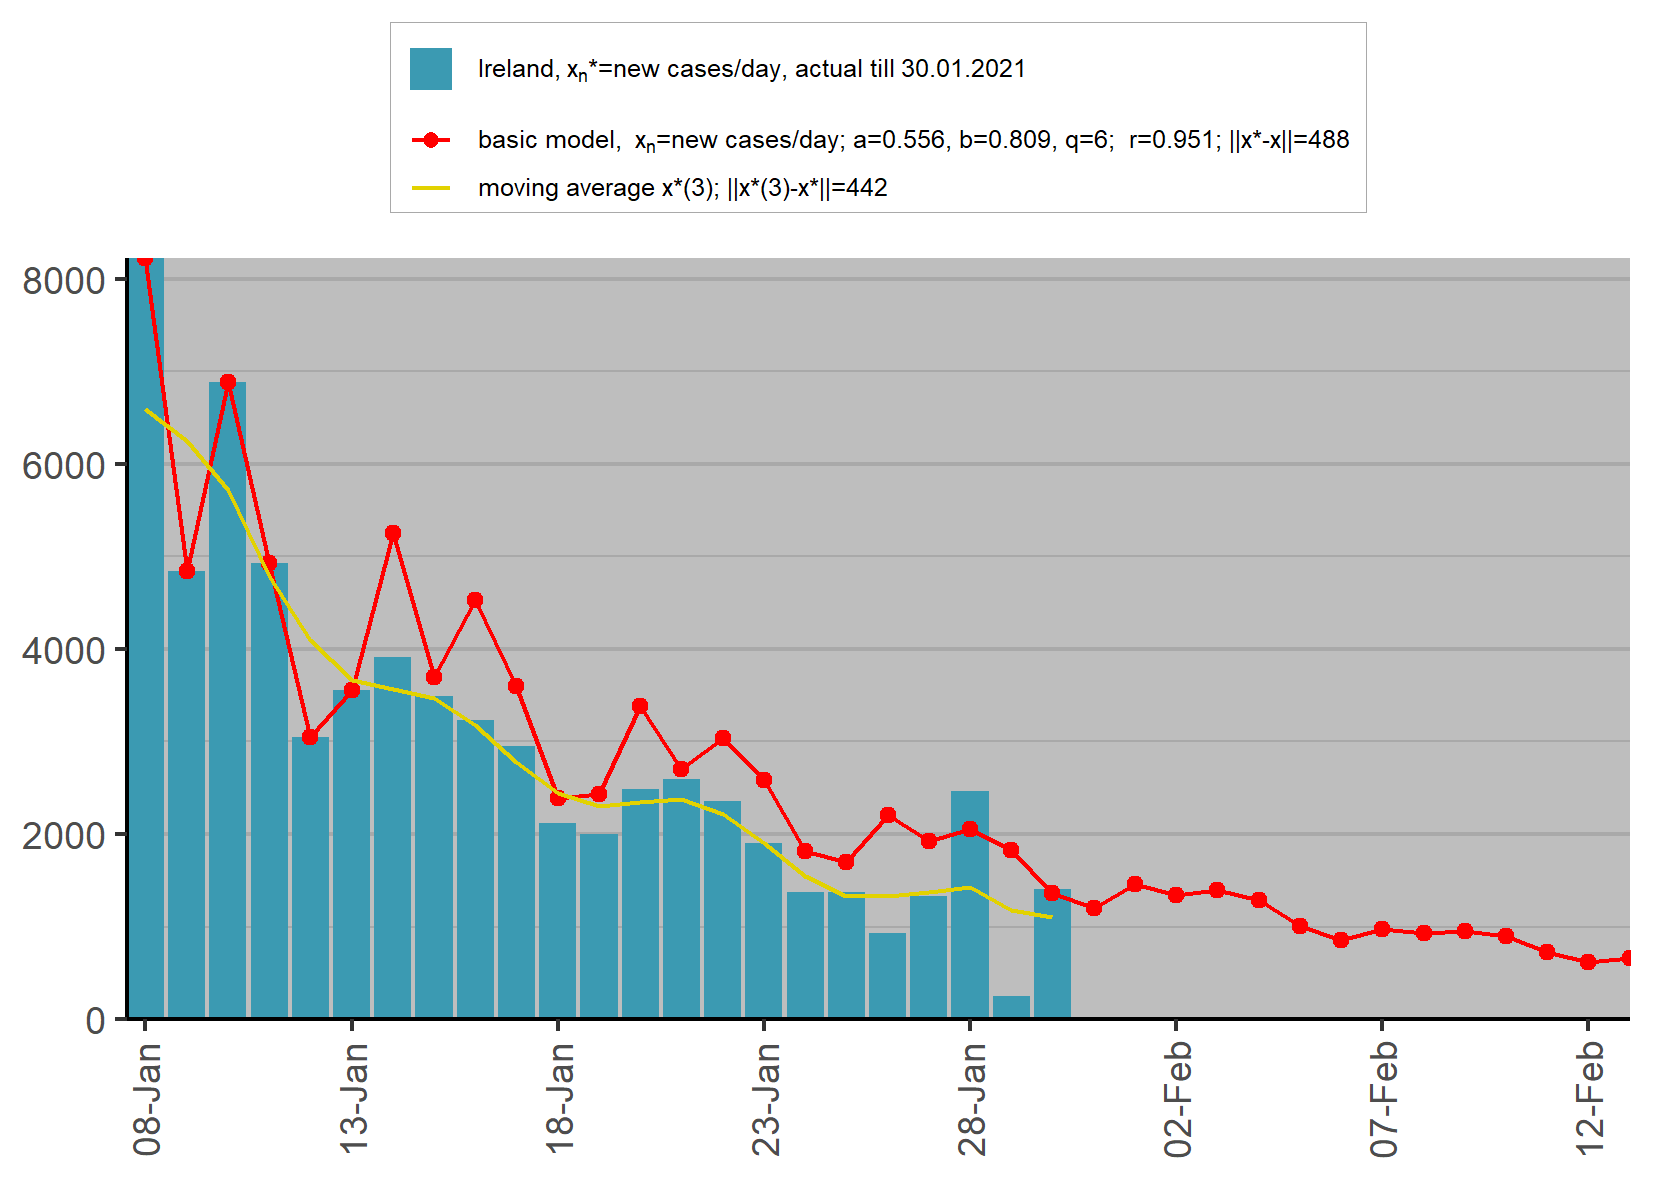 Ireland, xn*=new cases/day, actual till 30.01.2021
basic model,  xn=new cases/day; a=0.556, b=0.809, q=6;  r=0.951; ||x*-x||=488
moving average x*(3); ||x*(3)-x*||=442
8000
6000
4000
2000
0
08-Jan
13-Jan
18-Jan
23-Jan
28-Jan
02-Feb
07-Feb
12-Feb